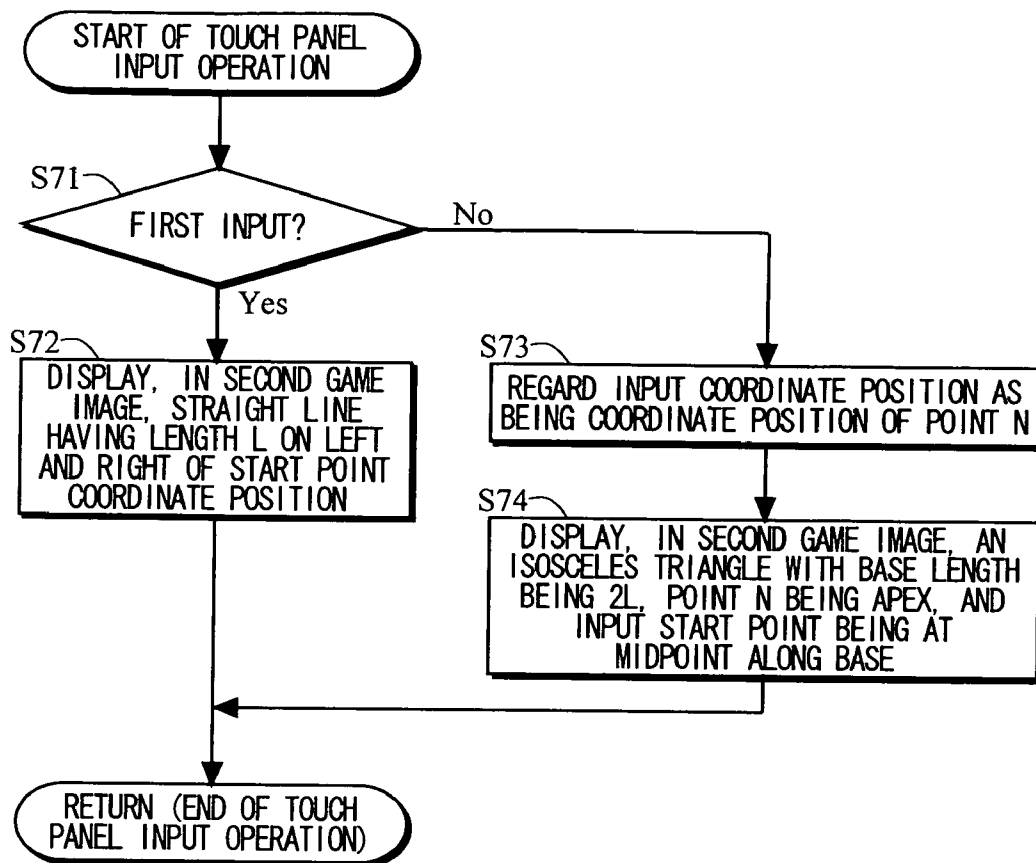 START OF TOUCH PANEL
INPUT OPERATION
S71
FIRST INPUT?
No
Yes
S72
DISPLAY, IN SECOND GAME
IMAGE, STRAIGHT LINE
HAVING LENGTH L ON LEFT
AND RIGHT OF START POINT
COORDINATE POSITION
S73
REGARD INPUT COORDINATE POSITION AS
BEING COORDINATE POSITION OF POINT N
S74
DISPLAY, IN SECOND GAME IMAGE, AN
ISOSCELES TRIANGLE WITH BASE LENGTH
BEING 2L, POINT N BEING APEX, AND
INPUT START POINT BEING AT
MIDPOINT ALONG BASE
RETURN (END OF TOUCH
PANEL INPUT OPERATION)